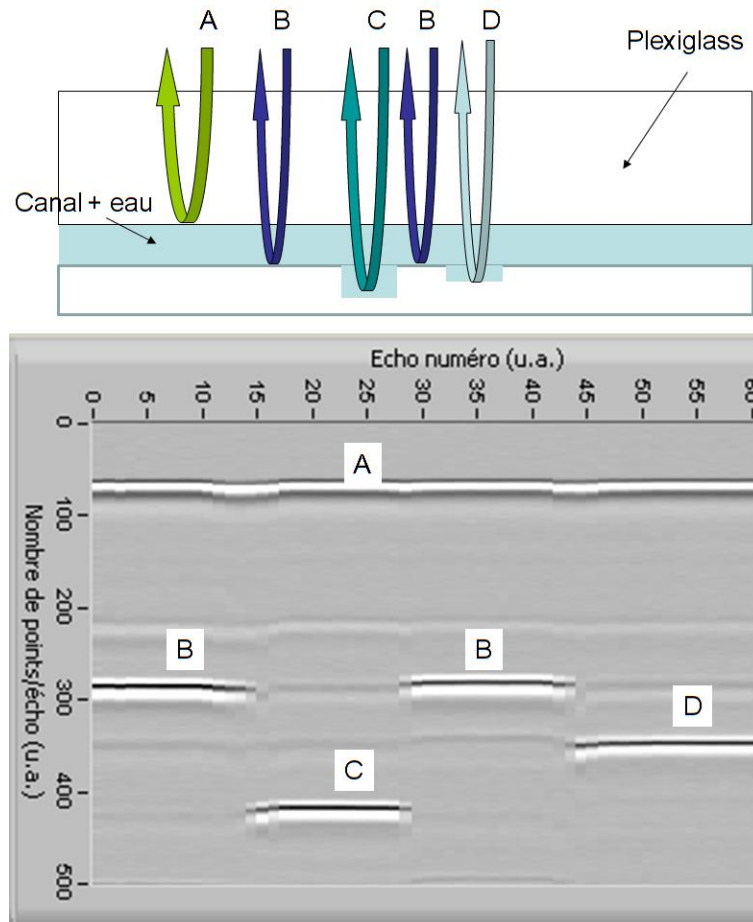 A B C B D
Plexiglass
Canal + eau
Echo numéro (u.a.)
0 5 10 15 20 25 30 35 40 45 50 55 60
Nombre de points/écho (u.a.)
0
100
200
300
400
500
A
B B
D
C